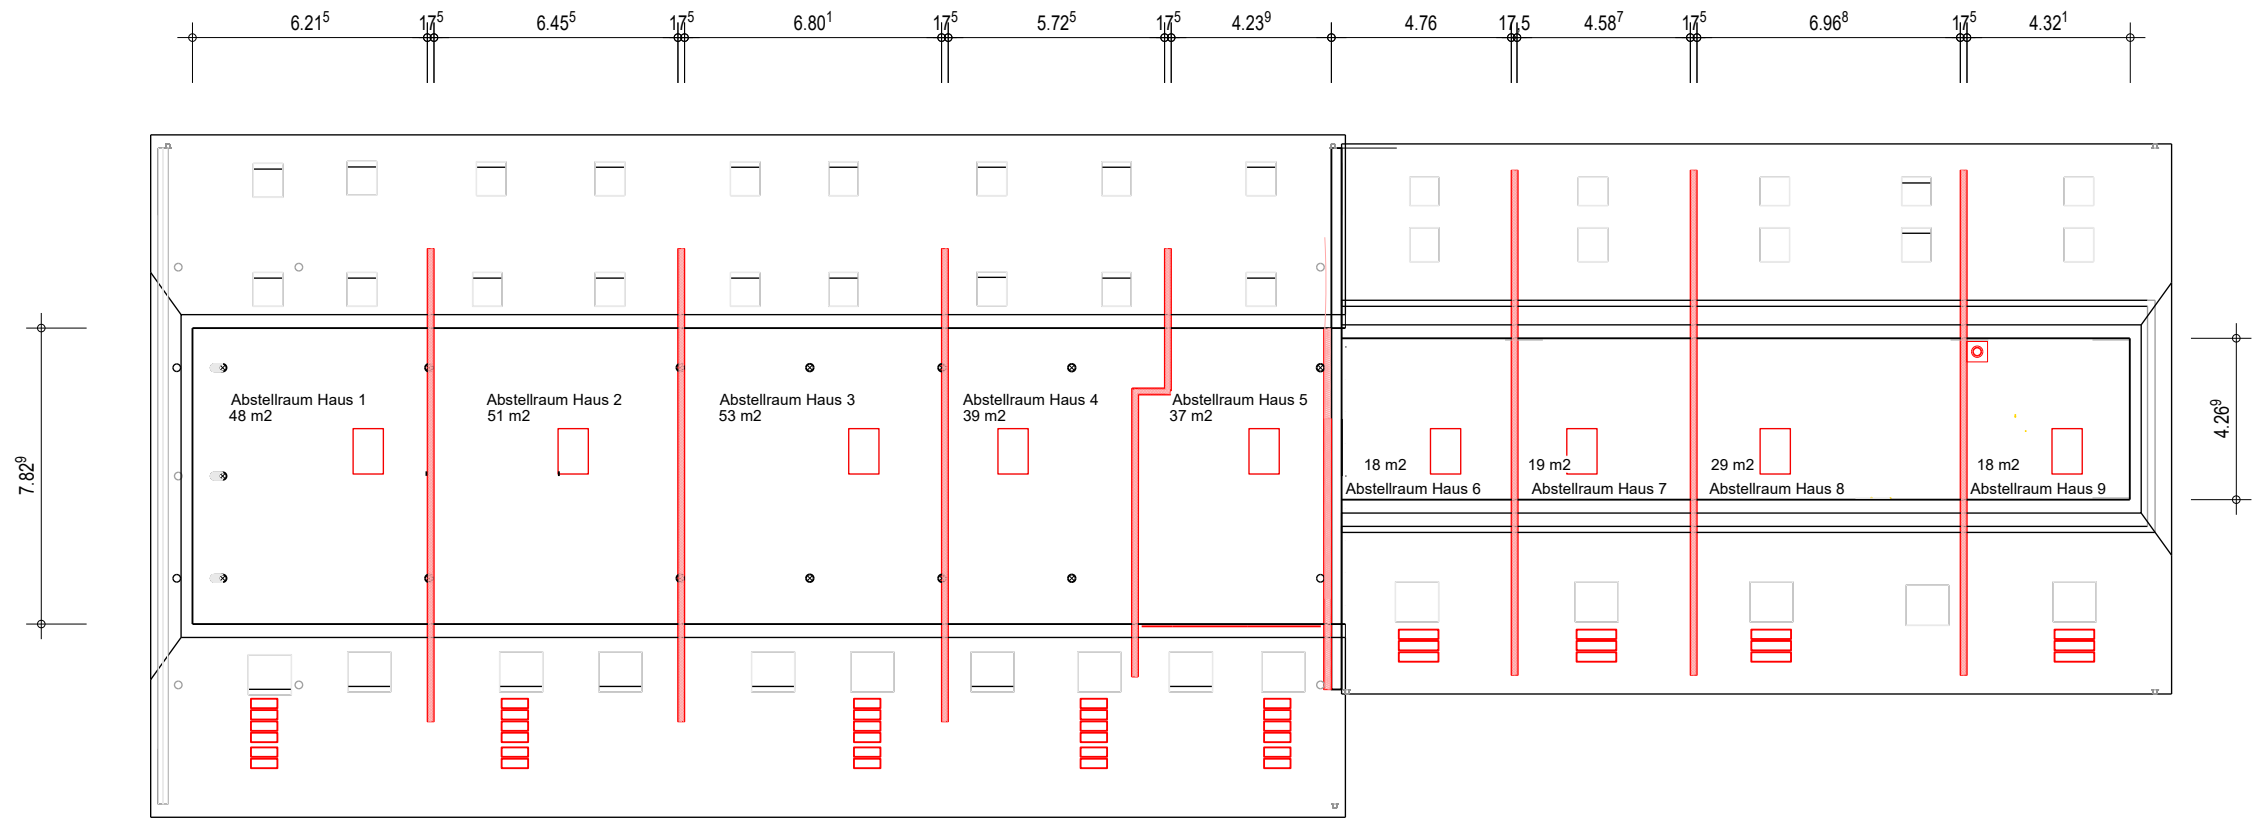 6.21⁵ 17⁵ 6.45⁵ 17⁵ 6.80¹ 17⁵ 5.72⁵ 17⁵ 4.23⁹ 4.76 17,5 4.58⁷ 17⁵ 6.96⁸ 17⁵ 4.32¹
7.82⁹
4.26⁹
Abstellraum Haus 1
48 m2
Abstellraum Haus 2
51 m2
Abstellraum Haus 3
53 m2
Abstellraum Haus 4
39 m2
Abstellraum Haus 5
37 m2
18 m2
Abstellraum Haus 6
19 m2
Abstellraum Haus 7
29 m2
Abstellraum Haus 8
18 m2
Abstellraum Haus 9